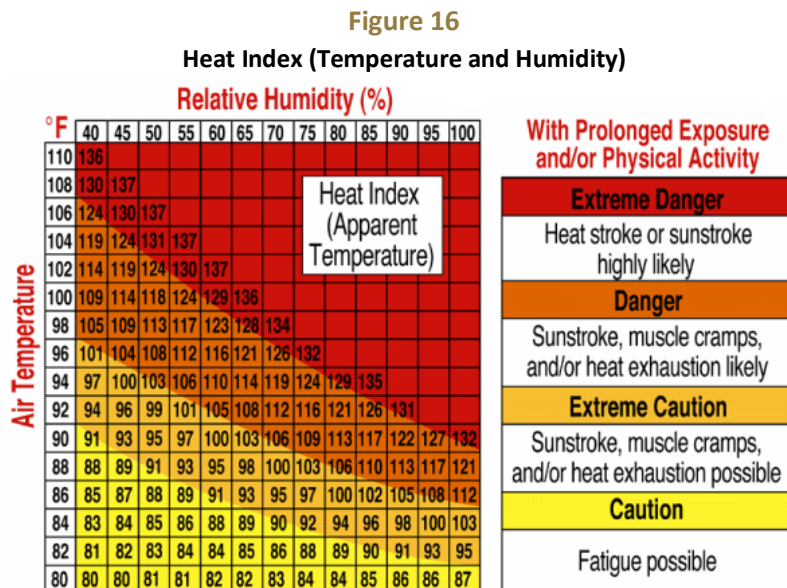 Figure 16
Heat Index (Temperature and Humidity)
Relative Humidity (%)
°F 40 45 50 55 60 65 70 75 80 85 90 95 100
110 136
108 130 137
106 124 130 137
104 119 124 131 137
102 114 119 124 130 137
100 109 114 118 124 129 136
98 105 109 113 117 123 128 134
96 101 104 108 112 116 121 126 132
94 97 100 103 106 110 114 119 124 129 135
92 94 96 99 101 105 108 112 116 121 126 131
90 91 93 95 97 100 103 106 109 113 117 122 127 132
88 88 89 91 93 95 98 100 103 106 110 113 117 121
86 85 87 88 89 91 93 95 97 100 102 105 108 112
84 83 84 85 86 88 89 90 92 94 96 98 100 103
82 81 82 83 84 84 85 86 88 89 90 91 93 95
80 80 80 81 81 82 82 83 84 84 85 86 86 87
Air Temperature
Heat Index
(Apparent
Temperature)
With Prolonged Exposure
and/or Physical Activity
Extreme Danger
Heat stroke or sunstroke
highly likely
Danger
Sunstroke, muscle cramps,
and/or heat exhaustion likely
Extreme Caution
Sunstroke, muscle cramps,
and/or heat exhaustion possible
Caution
Fatigue possible